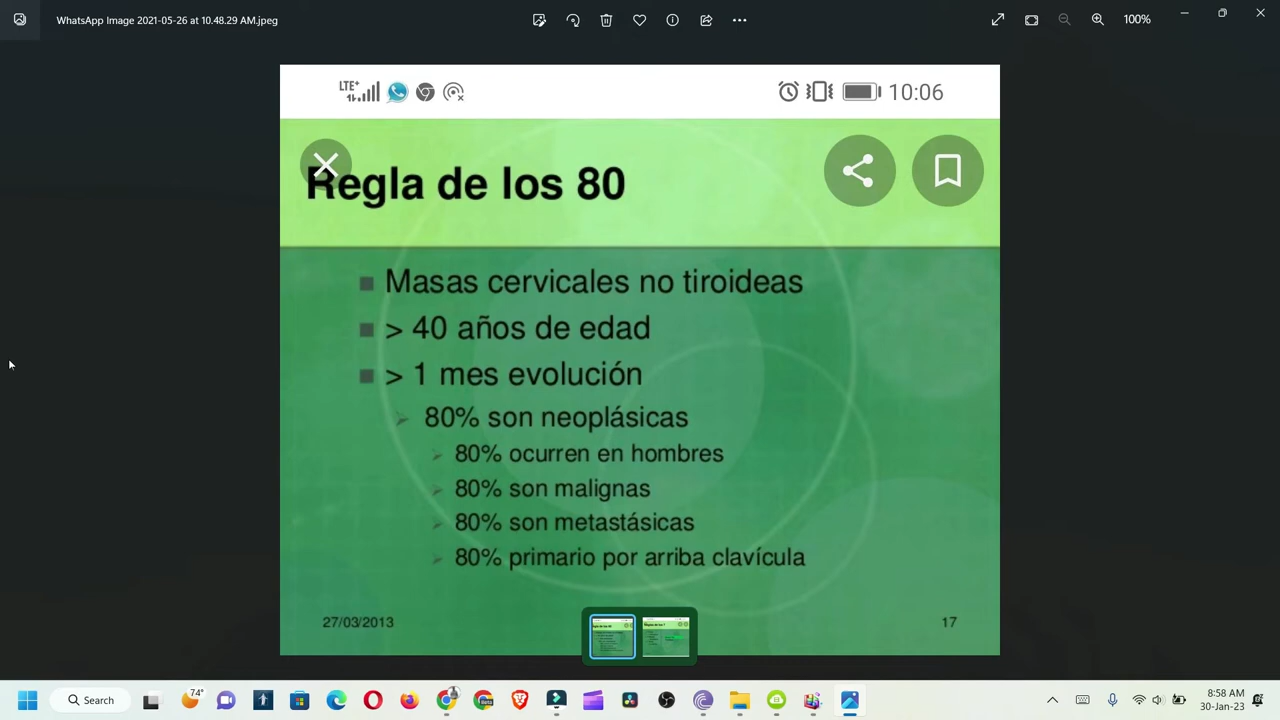 WhatsApp Image 2021-05-26 at 10.48.29 AM.jpeg
100%
LTE+
10:06
Regla de los 80
Masas cervicales no tiroideas
> 40 años de edad
> 1 mes evolución
80% son neoplásicas
80% ocurren en hombres
80% son malignas
80% son metastásicas
80% primario por arriba clavícula
27/03/2013
17
74°
Search
8:58 AM
30-Jan-23